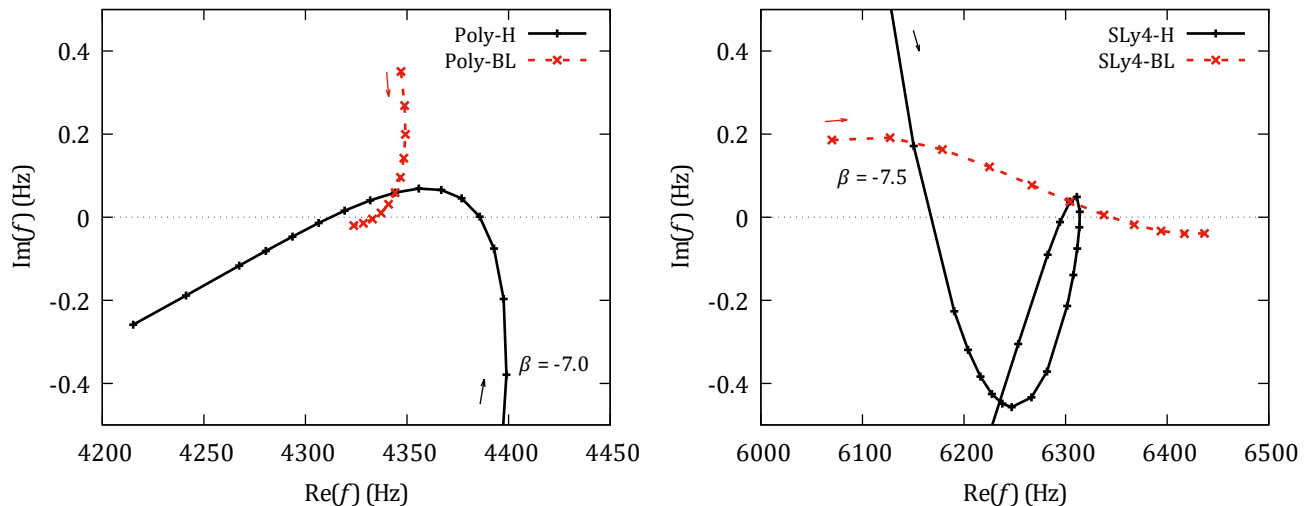 0.4
0.2
0
-0.2
-0.4
Im(f) (Hz)
Poly-H
Poly-BL
β = -7.0
4200 4250 4300 4350 4400 4450
Re(f) (Hz)
0.4
0.2
0
-0.2
-0.4
Im(f) (Hz)
SLy4-H
SLy4-BL
β = -7.5
6000 6100 6200 6300 6400 6500
Re(f) (Hz)